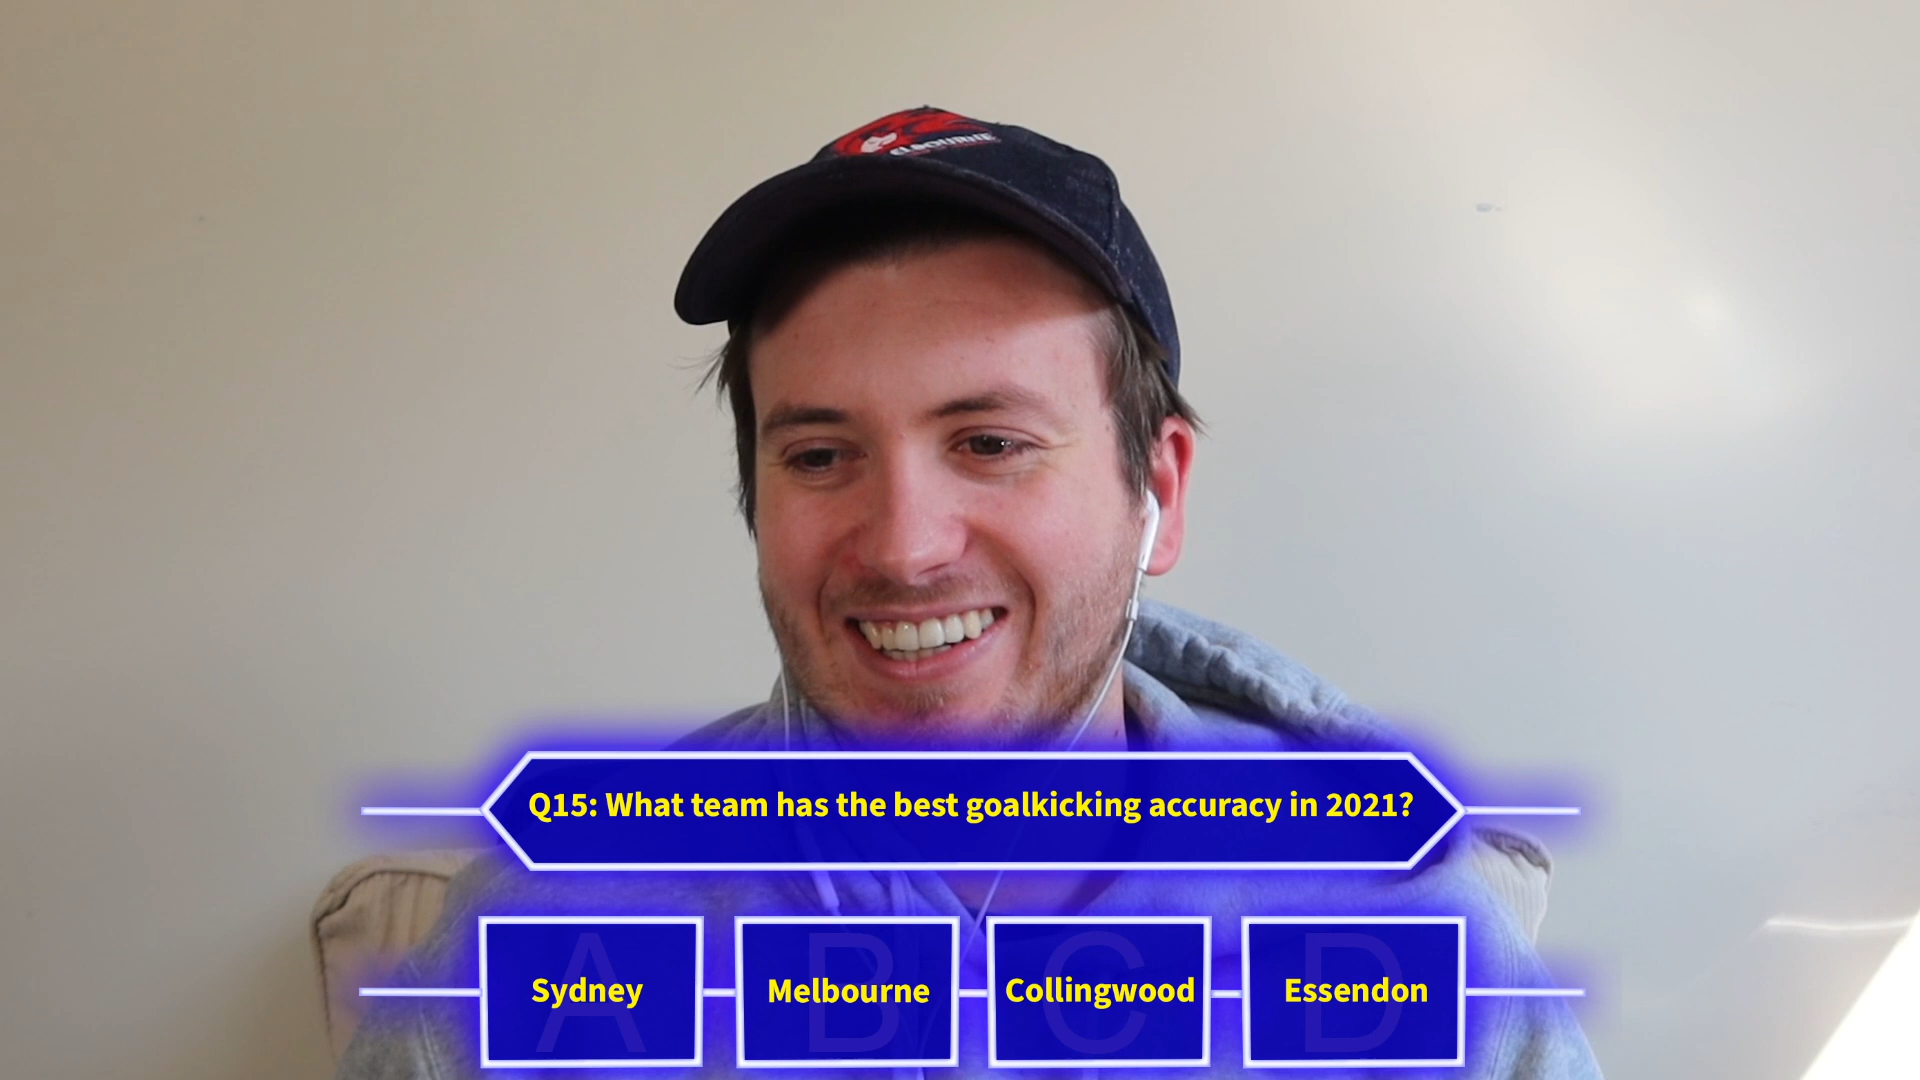 Q15: What team has the best goalkicking accuracy in 2021?
A
Sydney
B
Melbourne
C
Collingwood
D
Essendon